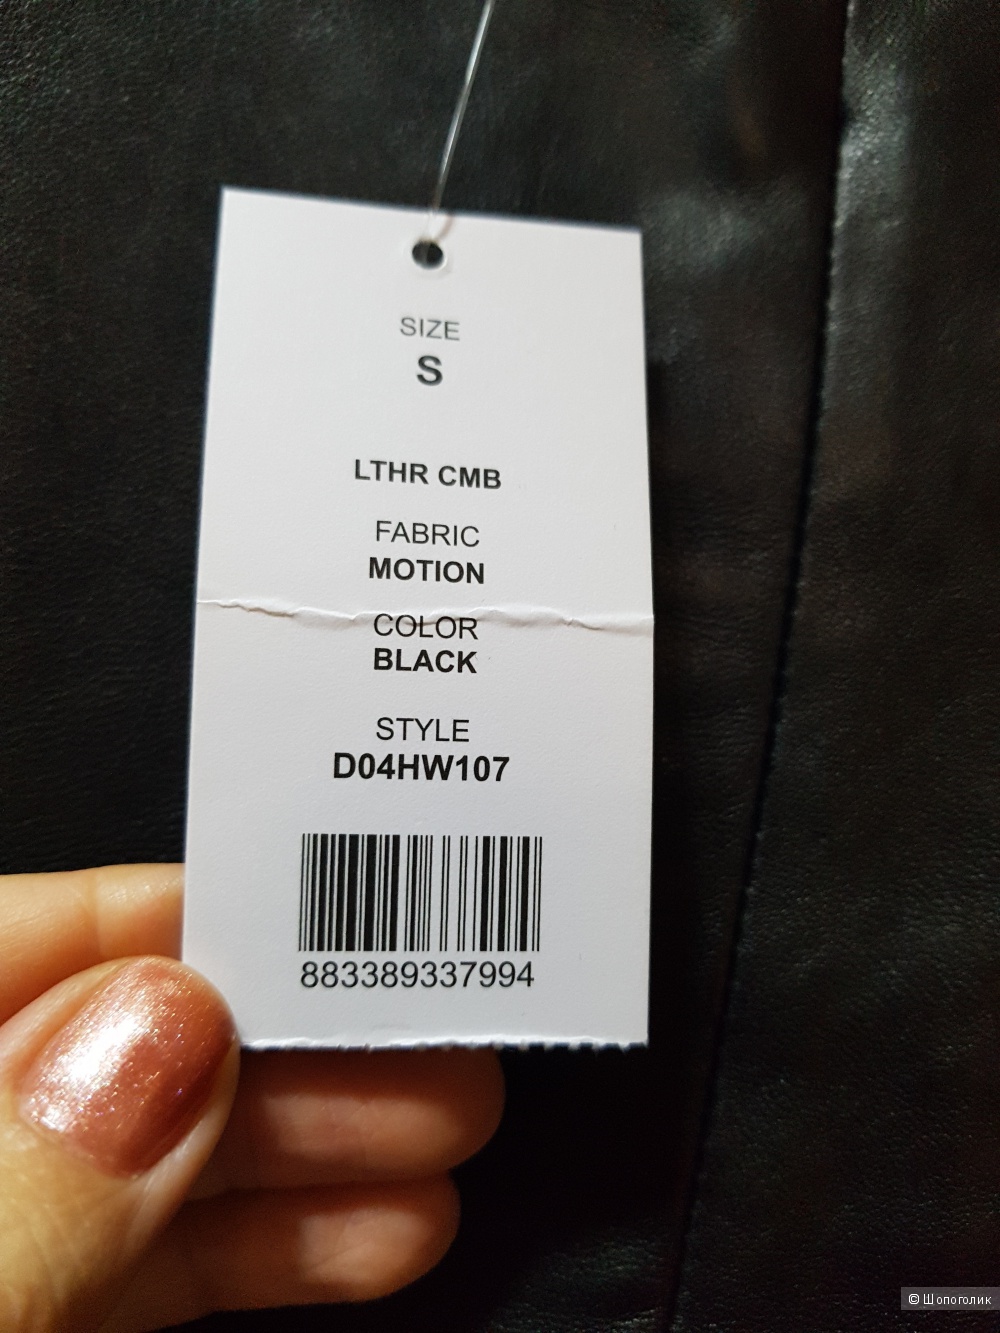 SIZE
S
LTHR CMB
FABRIC
MOTION
COLOR
BLACK
STYLE
D04HW107
883389337994
© Шопоголик